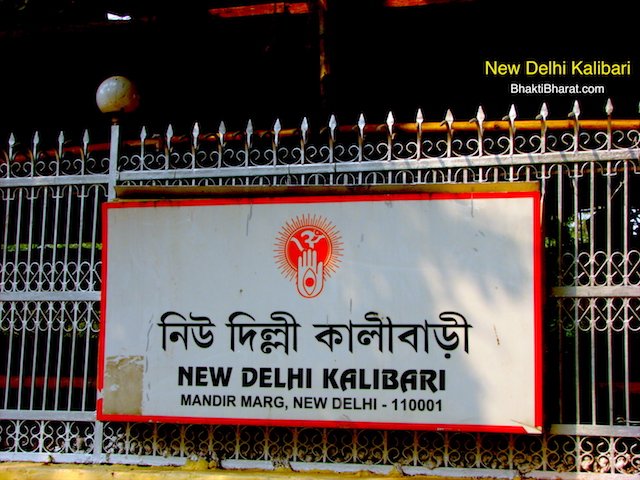 New Delhi Kalibari
BhaktiBharat.com
নিউ দিল্লী কালীবাড়ী
NEW DELHI KALIBARI
MANDIR MARG, NEW DELHI - 110001